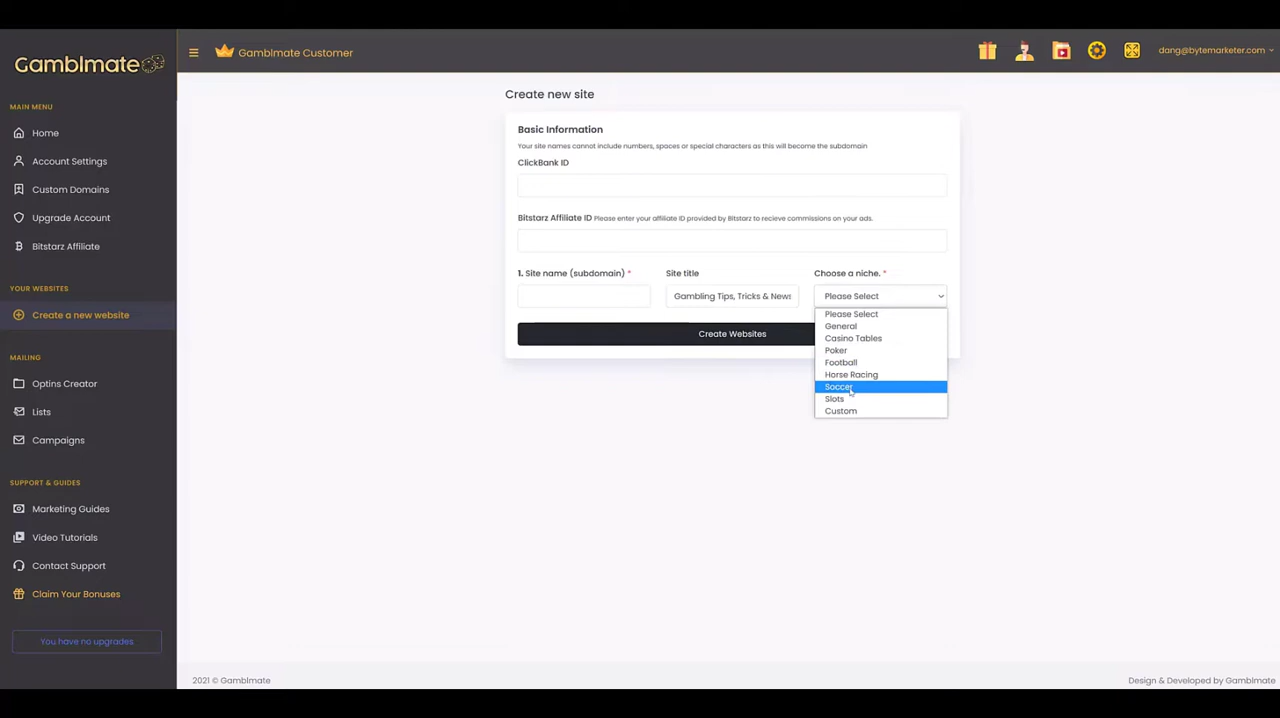 Gamblmate
Gamblmate Customer
dang@bytemarketer.com
MAIN MENU
Home
Account Settings
Custom Domains
Upgrade Account
Bitstarz Affiliate
YOUR WEBSITES
Create a new website
MAILING
Optins Creator
Lists
Campaigns
SUPPORT & GUIDES
Marketing Guides
Video Tutorials
Contact Support
Claim Your Bonuses
You have no upgrades
Create new site
Basic Information
Your site names cannot include numbers, spaces or special characters as this will become the subdomain
ClickBank ID
Bitstarz Affiliate ID Please enter your affiliate ID provided by Bitstarz to recieve commissions on your ads.
1. Site name (subdomain) * Site title Choose a niche. *
Gambling Tips, Tricks & News Please Select
Create Websites
Please Select
General
Casino Tables
Poker
Football
Horse Racing
Soccer
Slots
Custom
2021 © Gamblmate
Design & Developed by Gamblmate